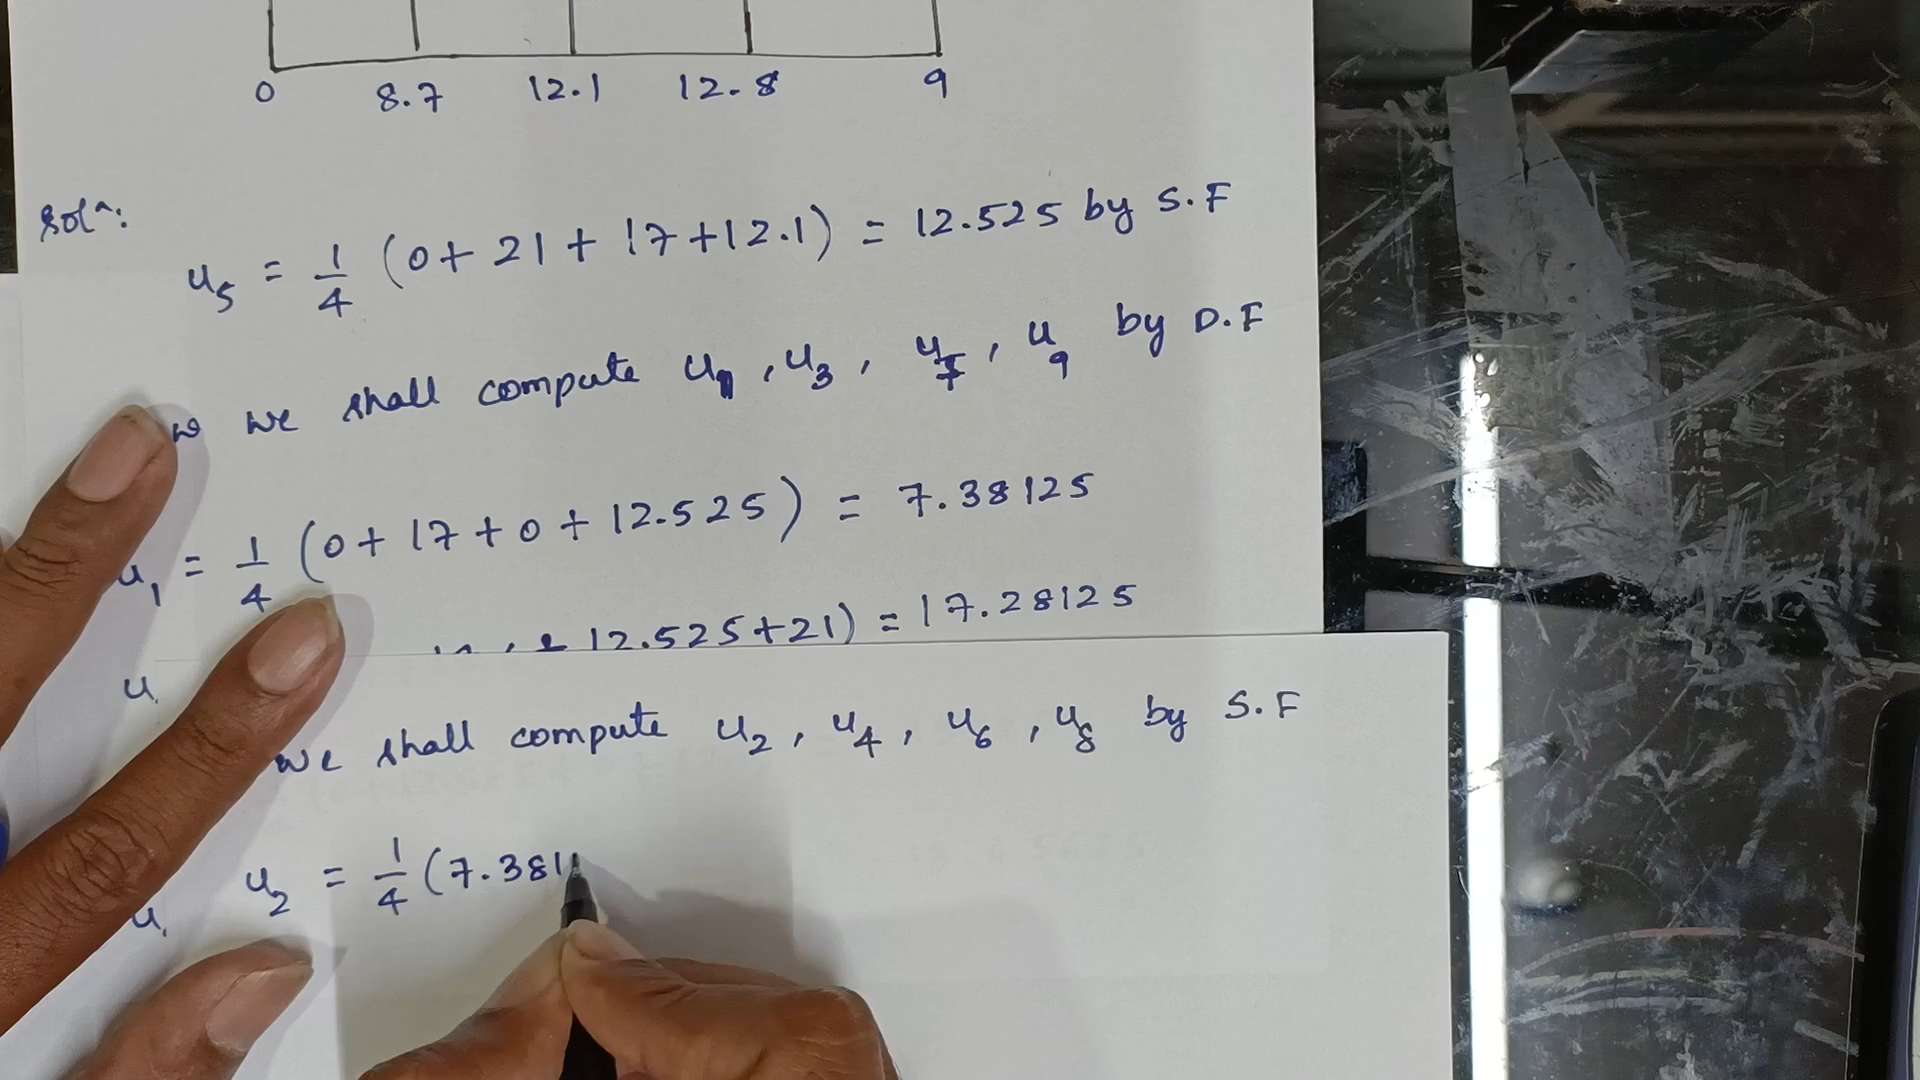 0 8.7 12.1 12.8 9
Solⁿ:
u₅ = 1/4 (0 + 21 + 17 + 12.1) = 12.525 by S.F
w we shall compute u₁, u₃, u₇, u₉ by D.F
u₁ = 1/4 (0 + 17 + 0 + 12.525) = 7.38125
12.525 + 21) = 17.28125
u
we shall compute u₂, u₄, u₆, u₈ by S.F
u₂ = 1/4 (7.381
u